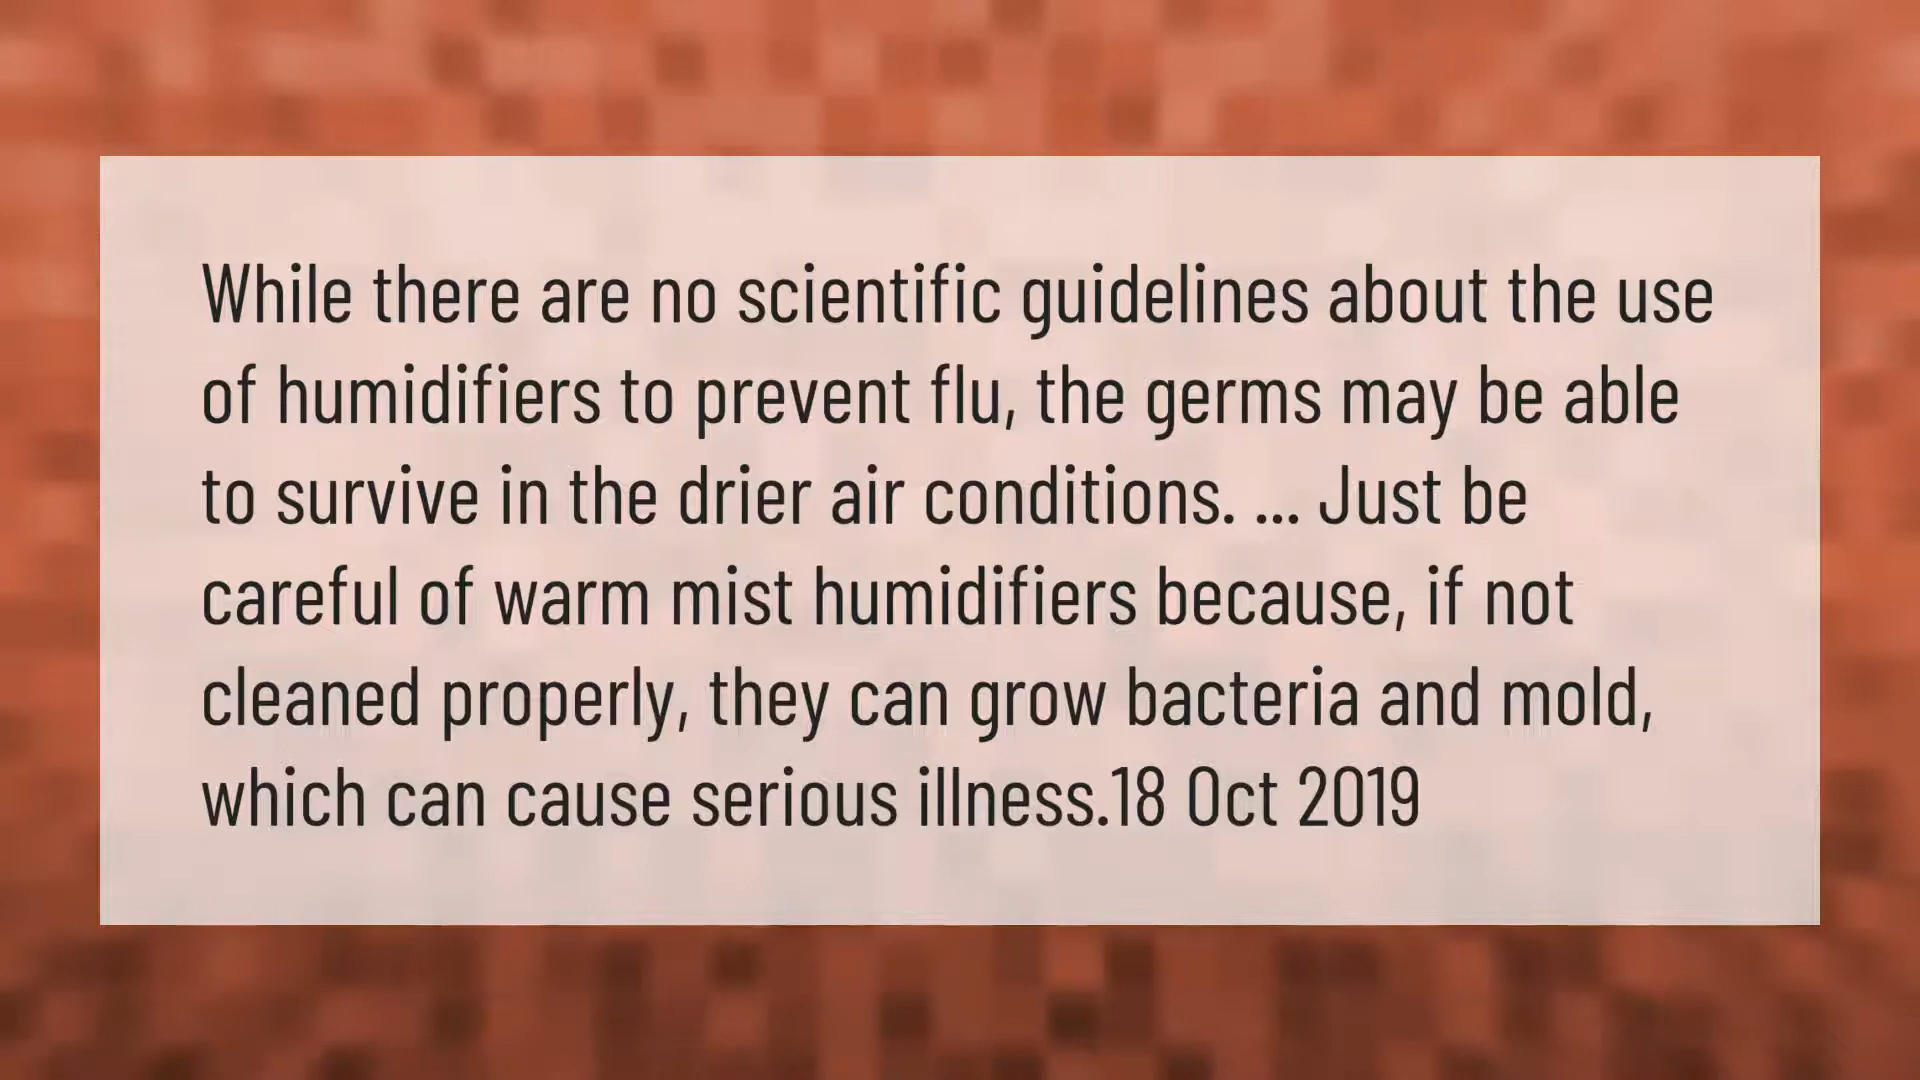 While there are no scientific guidelines about the use
of humidifiers to prevent flu, the germs may be able
to survive in the drier air conditions. ... Just be
careful of warm mist humidifiers because, if not
cleaned properly, they can grow bacteria and mold,
which can cause serious illness.18 Oct 2019